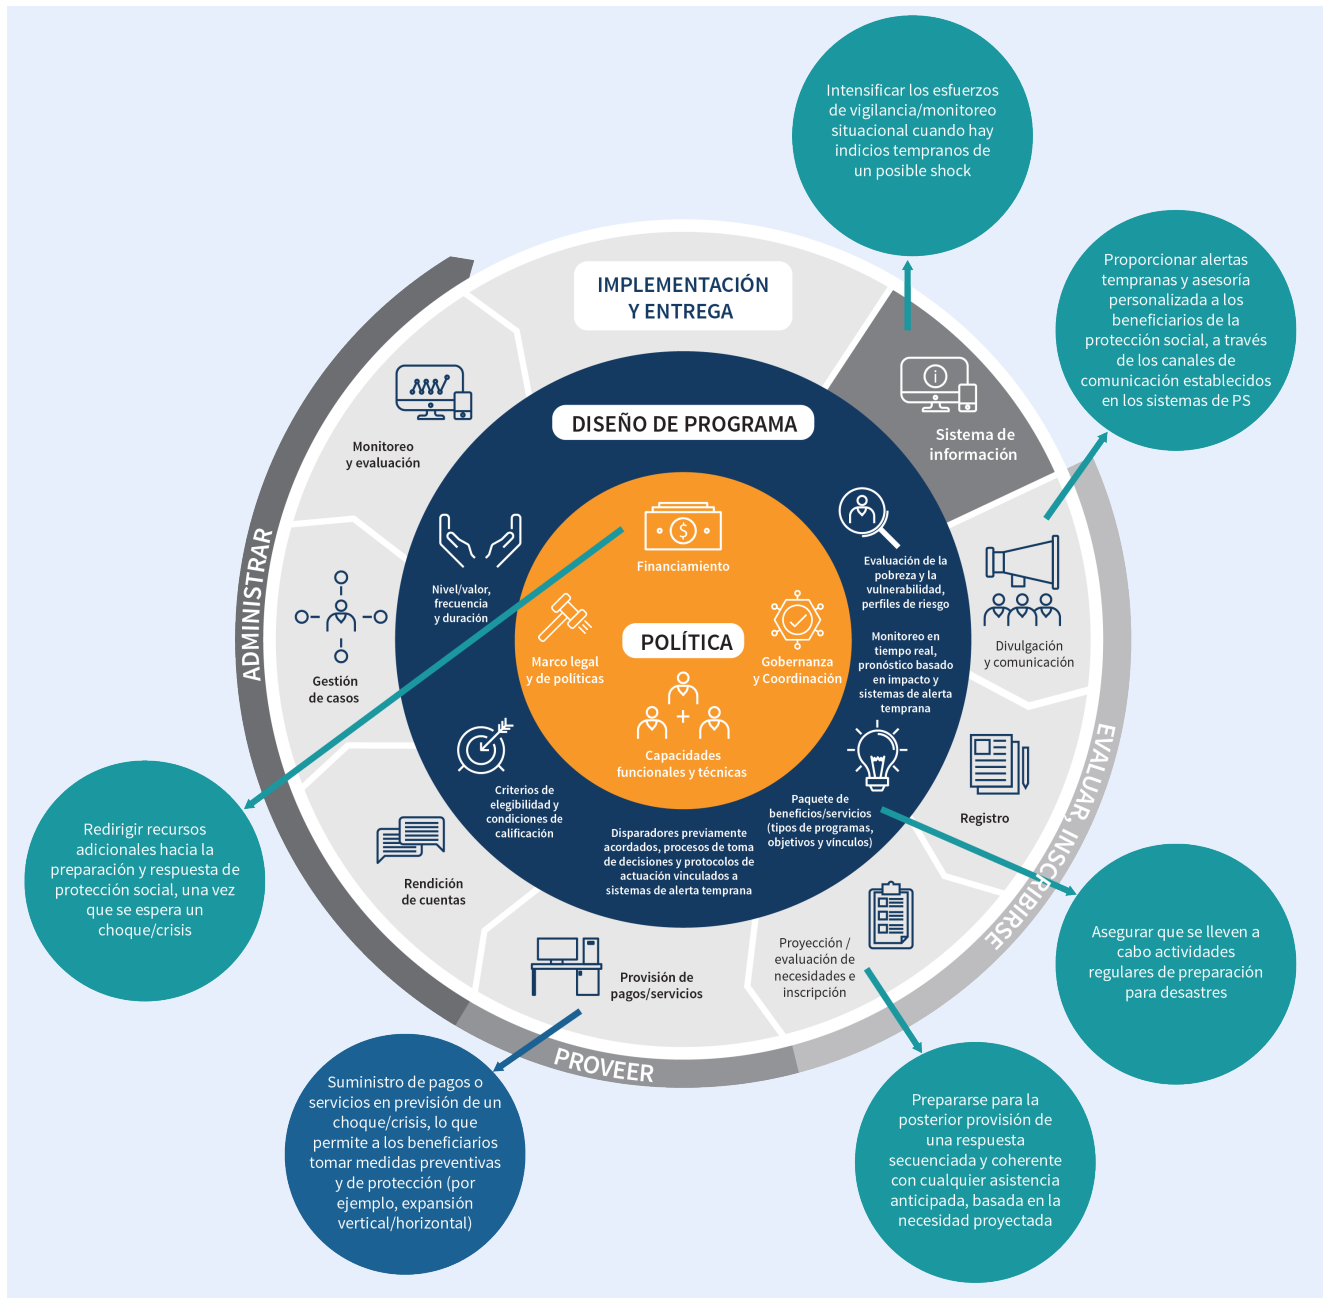 Intensificar los esfuerzos
de vigilancia/monitoreo
situacional cuando hay
indicios tempranos de
un posible shock
Proporcionar alertas
tempranas y asesoría
personalizada a los
beneficiarios de la
protección social, a través
de los canales de
comunicación establecidos
en los sistemas de PS
IMPLEMENTACIÓN
Y ENTREGA
Sistema de
información
Monitoreo
y evaluación
DISEÑO DE PROGRAMA
Nivel/valor,
frecuencia
y duración
Financiamiento
Evaluación de la
pobreza y la
vulnerabilidad,
perfiles de riesgo
ADMINISTRAR
Marco legal
y de políticas
POLÍTICA
Gobernanza
y Coordinación
Monitoreo en
tiempo real,
pronóstico basado
en impacto y
sistemas de alerta
temprana
Divulgación
y comunicación
Gestión
de casos
Capacidades
funcionales y técnicas
EVALUAR, INSCRIBIRSE
Registro
Criterios de
elegibilidad y
condiciones de
calificación
Disparadores previamente
acordados, procesos de toma
de decisiones y protocolos de
actuación vinculados a
sistemas de alerta temprana
Paquete de
beneficios/servicios
(tipos de programas,
objetivos y vínculos)
Redirigir recursos
adicionales hacia la
preparación y respuesta de
protección social, una vez
que se espera un
choque/crisis
Rendición
de cuentas
Provisión de
pagos/servicios
Proyección /
evaluación de
necesidades e
inscripción
Asegurar que se lleven a
cabo actividades
regulares de preparación
para desastres
PROVEER
Suministro de pagos o
servicios en previsión de un
choque/crisis, lo que
permite a los beneficiarios
tomar medidas preventivas
y de protección (por
ejemplo, expansión
vertical/horizontal)
Prepararse para la
posterior provisión de
una respuesta
secuenciada y coherente
con cualquier asistencia
anticipada, basada en la
necesidad proyectada